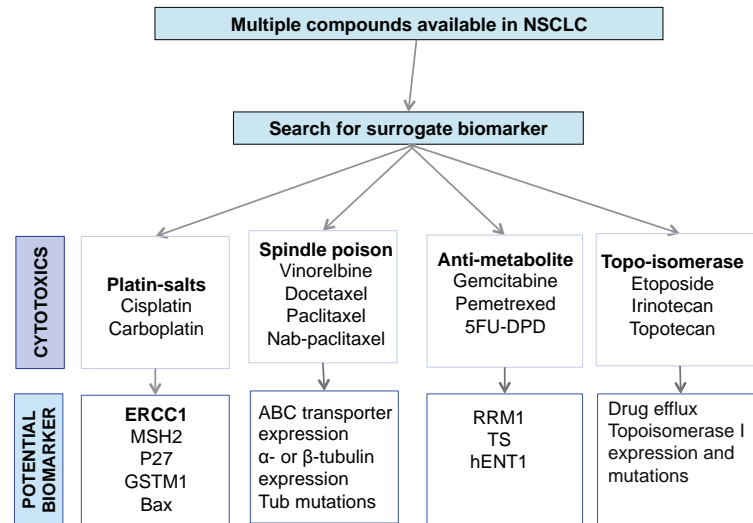 Multiple compounds available in NSCLC
Search for surrogate biomarker
CYTOTOXICS
Platin-salts
Cisplatin
Carboplatin
Spindle poison
Vinorelbine
Docetaxel
Paclitaxel
Nab-paclitaxel
Anti-metabolite
Gemcitabine
Pemetrexed
5FU-DPD
Topo-isomerase
Etoposide
Irinotecan
Topotecan
POTENTIAL
BIOMARKER
ERCC1
MSH2
P27
GSTM1
Bax
ABC transporter
expression
α- or β-tubulin
expression
Tub mutations
RRM1
TS
hENT1
Drug efflux
Topoisomerase I
expression and
mutations